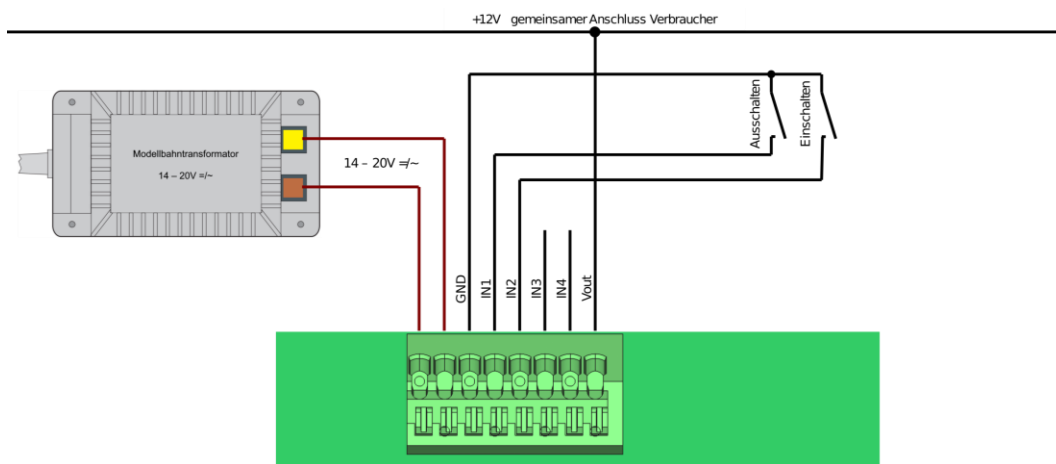 +12V gemeinsamer Anschluss Verbraucher
Modellbahntransformator
14 – 20V =/~
14 – 20V =/~
Ausschalten
Einschalten
GND
IN1
IN2
IN3
IN4
Vout